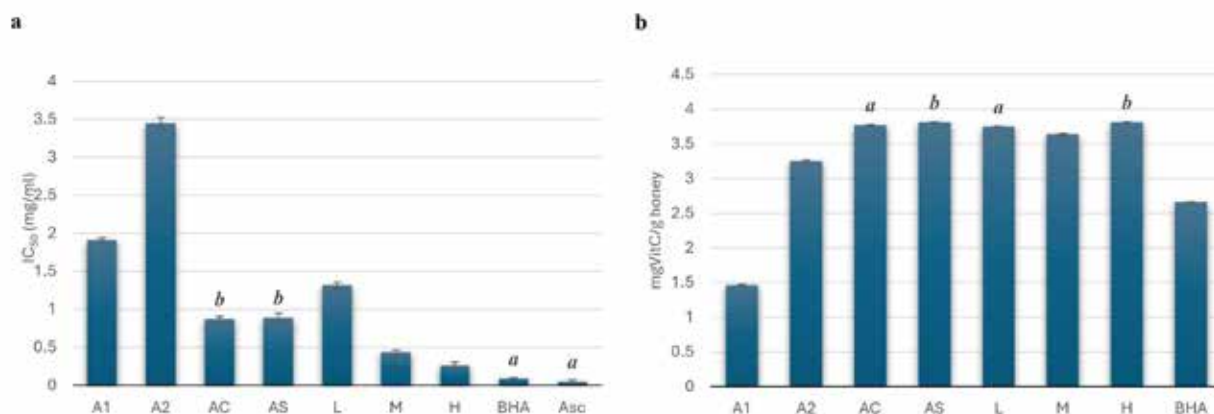 a
b
4
3.5
3
2.5
2
1.5
1
0.5
0
IC₅₀ (mg/ml)
b
b
a
a
A1 A2 AC AS L M H BHA Asc
4.5
4
3.5
3
2.5
2
1.5
1
0.5
0
mgVitC/g honey
a
b
a
b
A1 A2 AC AS L M H BHA